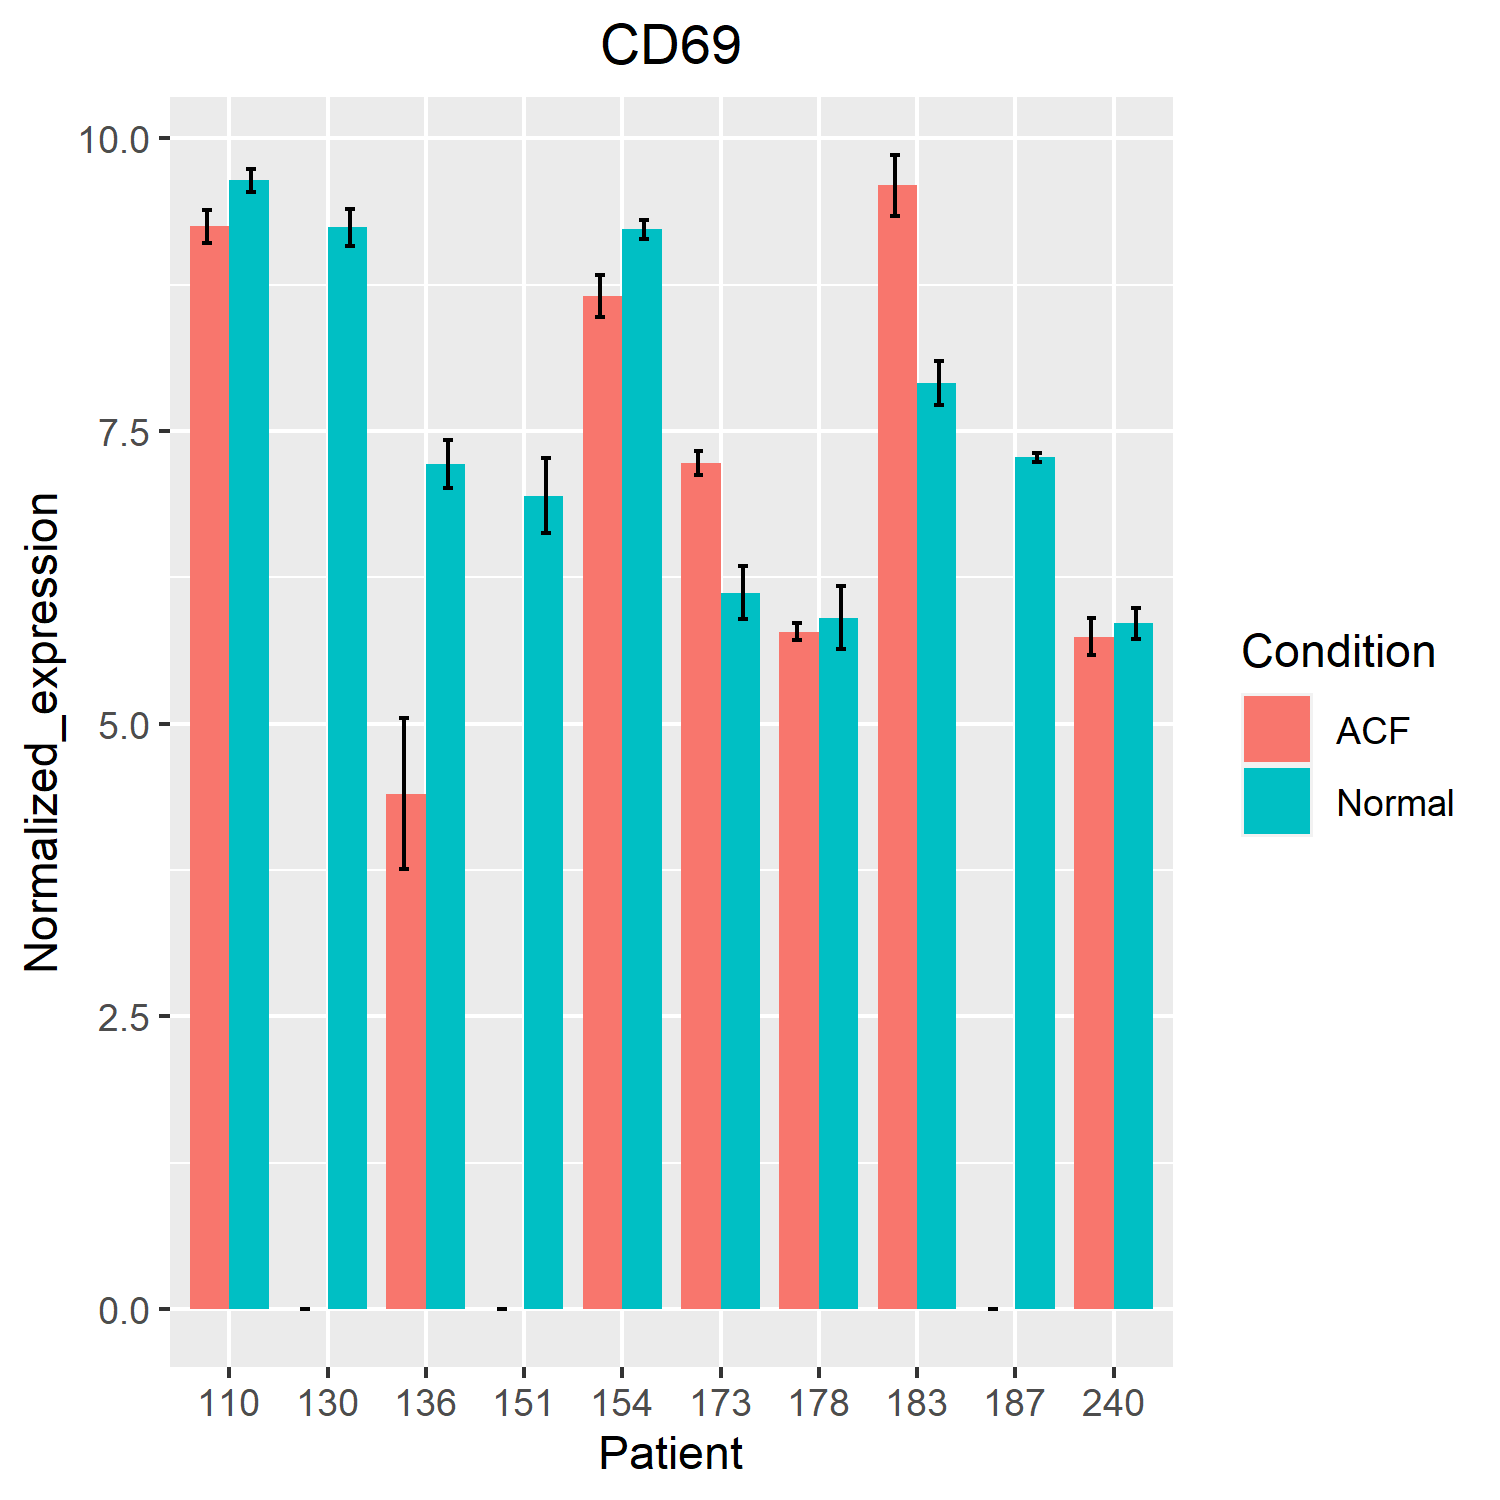 CD69
10.0
7.5
5.0
2.5
0.0
Normalized_expression
110 130 136 151 154 173 178 183 187 240
Patient
Condition
ACF
Normal